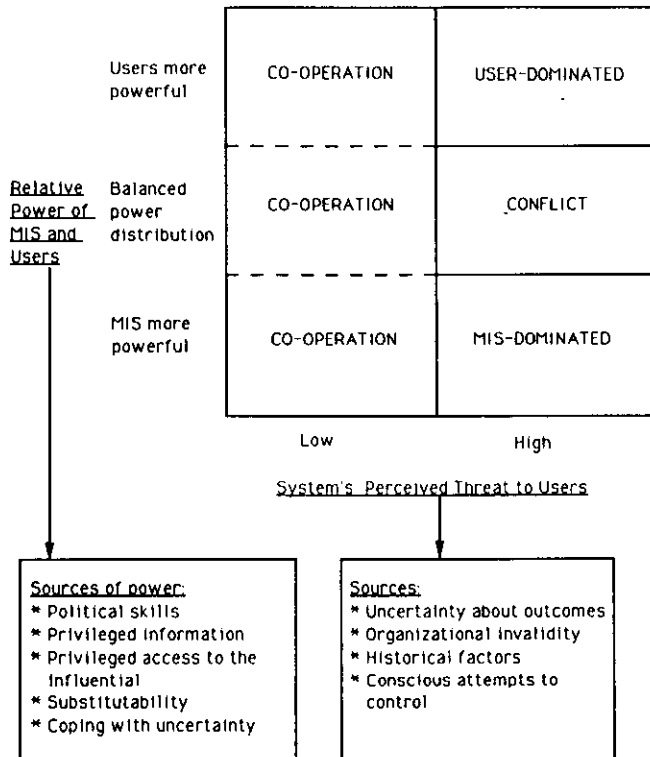 Users more
powerful
CO-OPERATION
USER-DOMINATED
Relative
Power of
MIS and
Users
Balanced
power
distribution
CO-OPERATION
CONFLICT
MIS more
powerful
CO-OPERATION
MIS-DOMINATED
Low
High
System's Perceived Threat to Users
Sources of power:
* Political skills
* Privileged information
* Privileged access to the
influential
* Substitutability
* Coping with uncertainty
Sources:
* Uncertainty about outcomes
* Organizational invalidity
* Historical factors
* Conscious attempts to
control